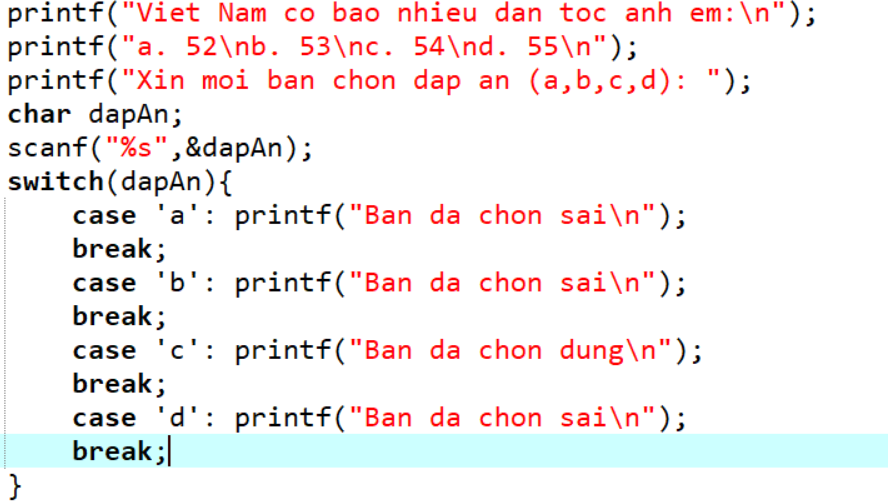 printf("Viet Nam co bao nhieu dan toc anh em:\n");
printf("a. 52\nb. 53\nc. 54\nd. 55\n");
printf("Xin moi ban chon dap an (a,b,c,d): ");
char dapAn;
scanf("%s",&dapAn);
switch(dapAn){
    case 'a': printf("Ban da chon sai\n");
    break;
    case 'b': printf("Ban da chon sai\n");
    break;
    case 'c': printf("Ban da chon dung\n");
    break;
    case 'd': printf("Ban da chon sai\n");
    break;
}